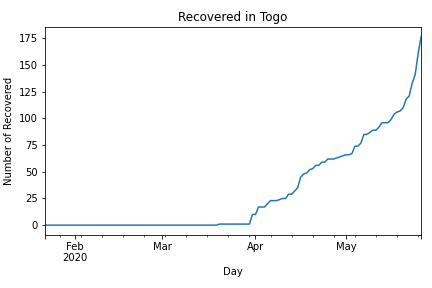 Recovered in Togo
175
150
125
100
75
50
25
0
Number of Recovered
Feb
2020
Mar
Apr
May
Day